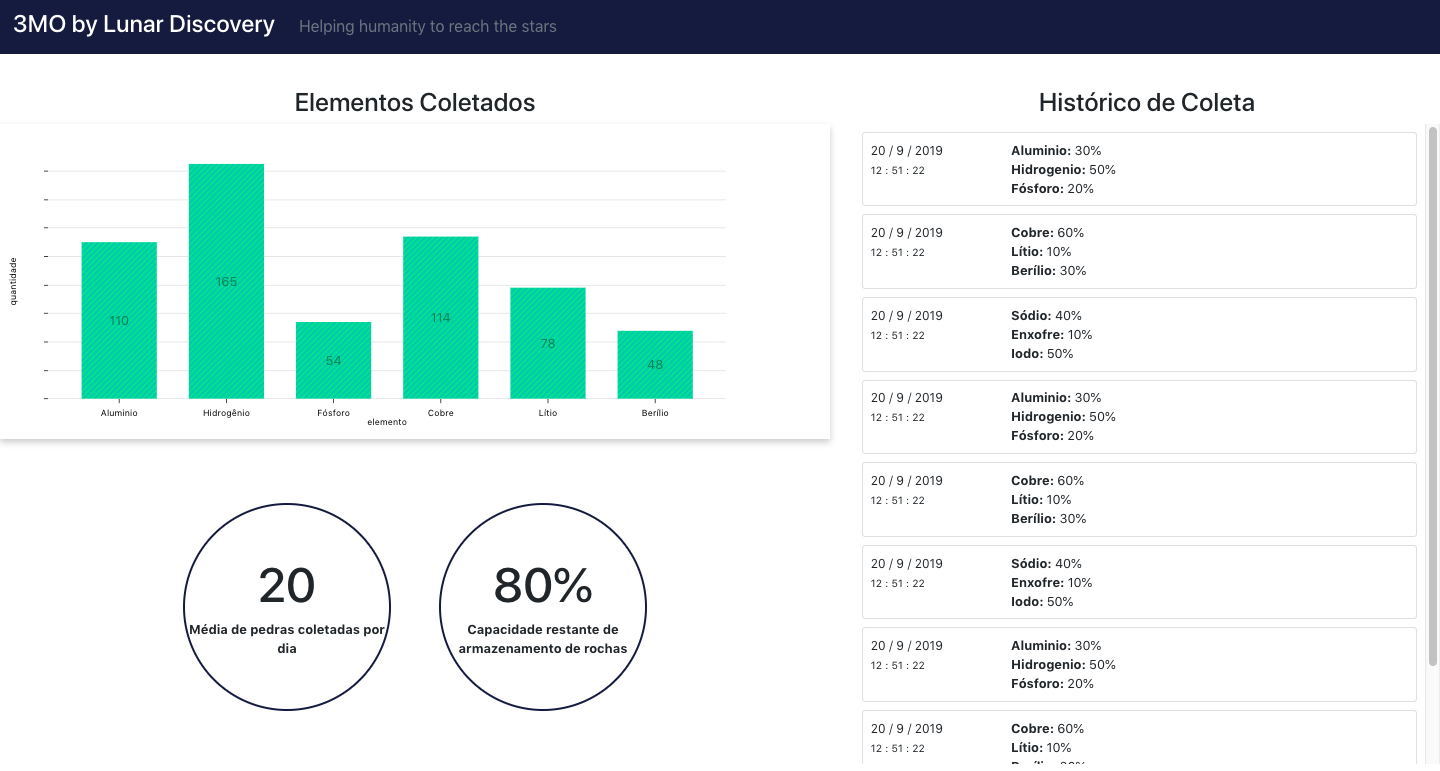 3MO by Lunar Discovery Helping humanity to reach the stars
Elementos Coletados
quantidade
110
165
54
114
78
48
Aluminio Hidrogênio Fósforo Cobre Lítio Berílio
elemento
20
Média de pedras coletadas por
dia
80%
Capacidade restante de
armazenamento de rochas
Histórico de Coleta
20 / 9 / 2019 Aluminio: 30%
12 : 51 : 22 Hidrogenio: 50%
Fósforo: 20%
20 / 9 / 2019 Cobre: 60%
12 : 51 : 22 Lítio: 10%
Berílio: 30%
20 / 9 / 2019 Sódio: 40%
12 : 51 : 22 Enxofre: 10%
Iodo: 50%
20 / 9 / 2019 Aluminio: 30%
12 : 51 : 22 Hidrogenio: 50%
Fósforo: 20%
20 / 9 / 2019 Cobre: 60%
12 : 51 : 22 Lítio: 10%
Berílio: 30%
20 / 9 / 2019 Sódio: 40%
12 : 51 : 22 Enxofre: 10%
Iodo: 50%
20 / 9 / 2019 Aluminio: 30%
12 : 51 : 22 Hidrogenio: 50%
Fósforo: 20%
20 / 9 / 2019 Cobre: 60%
12 : 51 : 22 Lítio: 10%